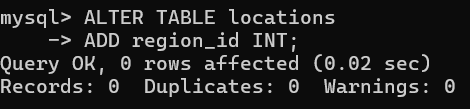 mysql> ALTER TABLE locations
    -> ADD region_id INT;
Query OK, 0 rows affected (0.02 sec)
Records: 0  Duplicates: 0  Warnings: 0